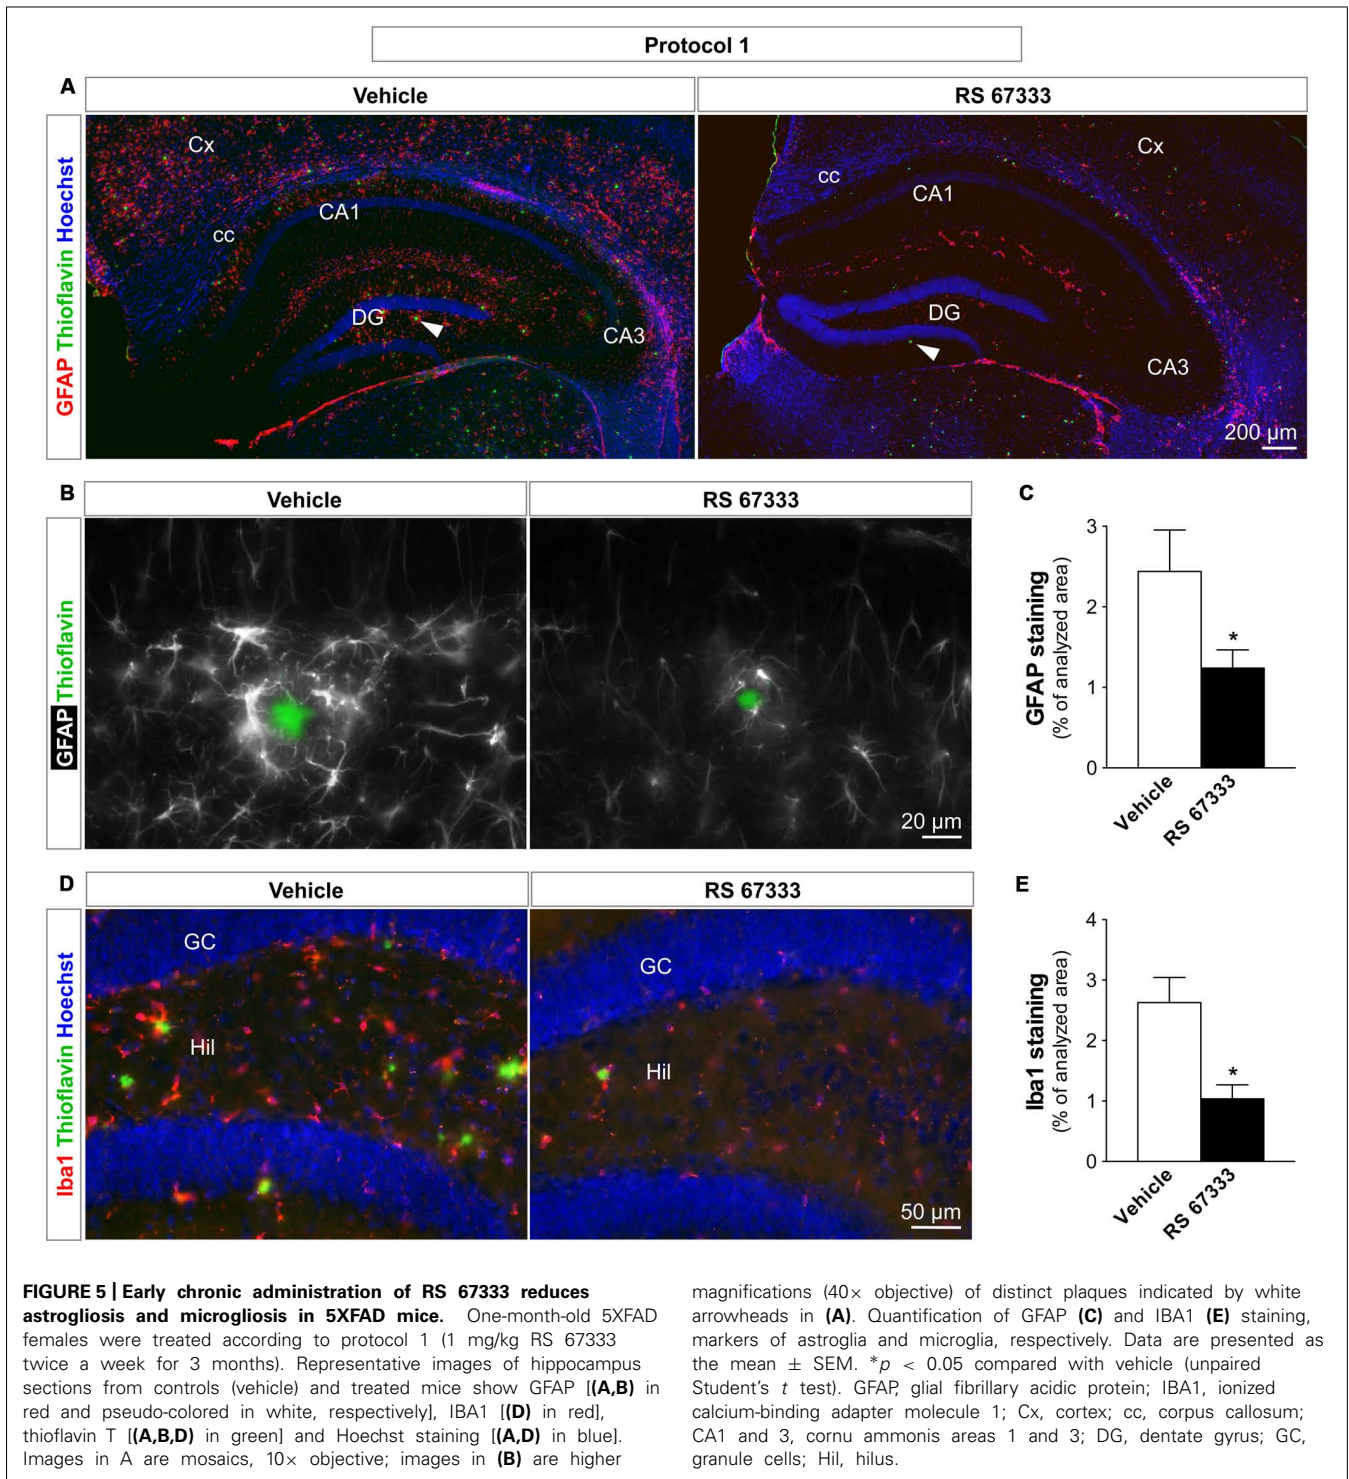 Protocol 1
A
Vehicle
RS 67333
GFAP Thioflavin Hoechst
Cx
cc
CA1
DG
CA3
Cx
cc
CA1
DG
CA3
200 µm
B
Vehicle
RS 67333
GFAP Thioflavin
20 µm
C
GFAP staining
(% of analyzed area)
3
2
1
0
*
Vehicle
RS 67333
D
Vehicle
RS 67333
Iba1 Thioflavin Hoechst
GC
Hil
GC
Hil
50 µm
E
Iba1 staining
(% of analyzed area)
4
3
2
1
0
*
Vehicle
RS 67333
FIGURE 5 | Early chronic administration of RS 67333 reduces
astrogliosis and microgliosis in 5XFAD mice. One-month-old 5XFAD
females were treated according to protocol 1 (1 mg/kg RS 67333
twice a week for 3 months). Representative images of hippocampus
sections from controls (vehicle) and treated mice show GFAP [(A,B) in
red and pseudo-colored in white, respectively], IBA1 [(D) in red],
thioflavin T [(A,B,D) in green] and Hoechst staining [(A,D) in blue].
Images in A are mosaics, 10× objective; images in (B) are higher
magnifications (40× objective) of distinct plaques indicated by white
arrowheads in (A). Quantification of GFAP (C) and IBA1 (E) staining,
markers of astroglia and microglia, respectively. Data are presented as
the mean ± SEM. *p < 0.05 compared with vehicle (unpaired
Student's t test). GFAP, glial fibrillary acidic protein; IBA1, ionized
calcium-binding adapter molecule 1; Cx, cortex; cc, corpus callosum;
CA1 and 3, cornu ammonis areas 1 and 3; DG, dentate gyrus; GC,
granule cells; Hil, hilus.